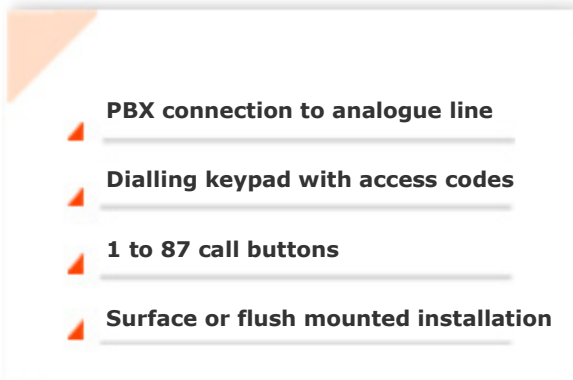 PBX connection to analogue line
Dialling keypad with access codes
1 to 87 call buttons
Surface or flush mounted installation